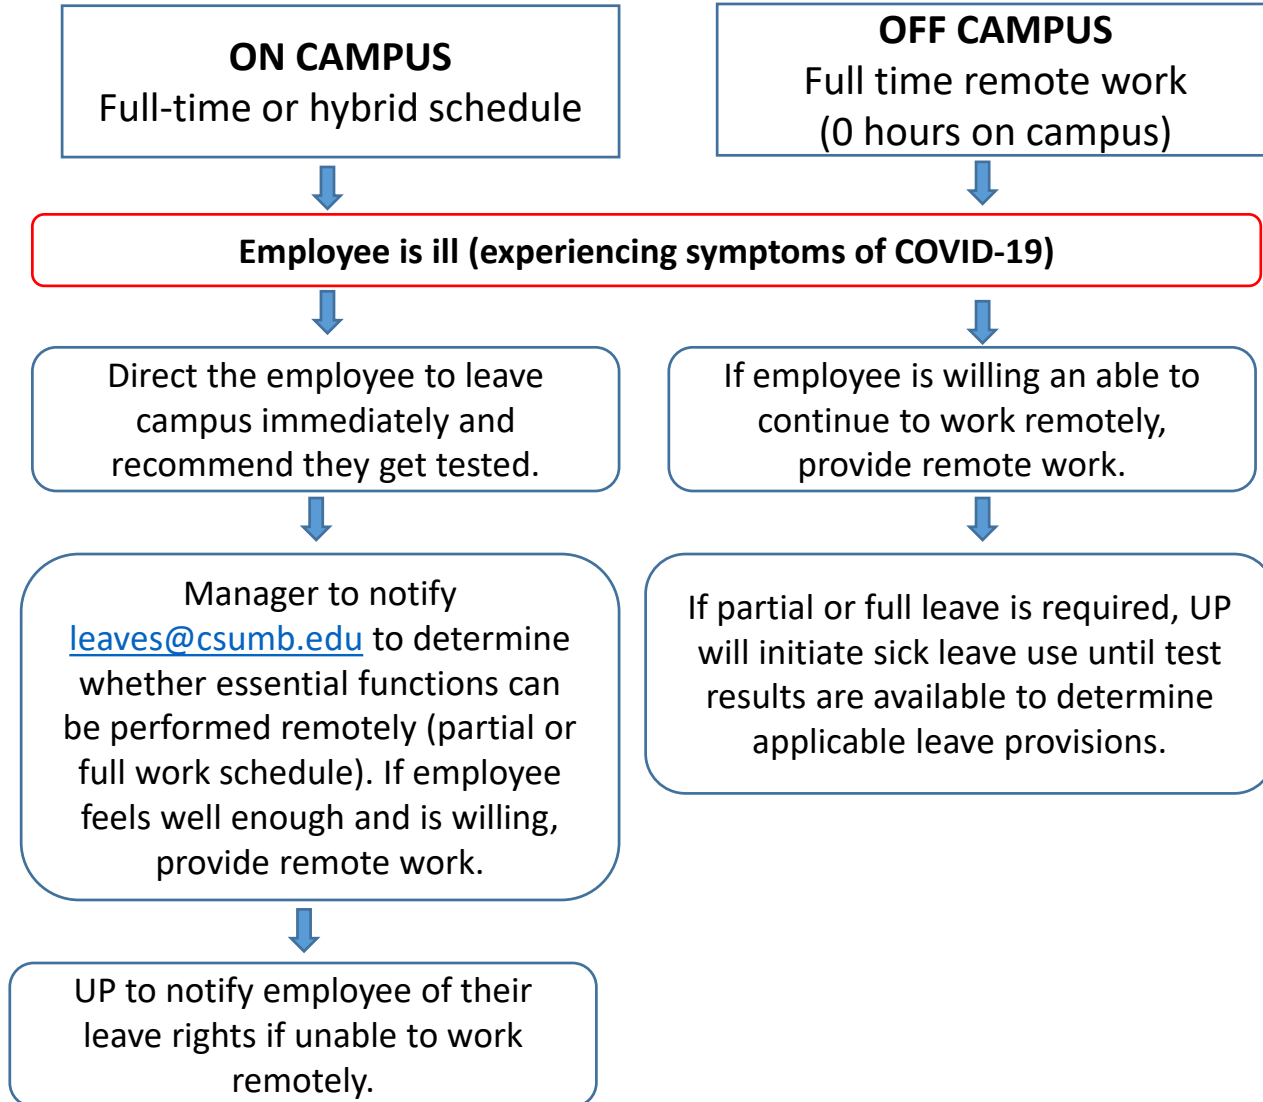 ON CAMPUS
Full-time or hybrid schedule
OFF CAMPUS
Full time remote work
(0 hours on campus)
Employee is ill (experiencing symptoms of COVID-19)
Direct the employee to leave
campus immediately and
recommend they get tested.
If employee is willing an able to
continue to work remotely,
provide remote work.
Manager to notify
leaves@csumb.edu to determine
whether essential functions can
be performed remotely (partial or
full work schedule). If employee
feels well enough and is willing,
provide remote work.
If partial or full leave is required, UP
will initiate sick leave use until test
results are available to determine
applicable leave provisions.
UP to notify employee of their
leave rights if unable to work
remotely.